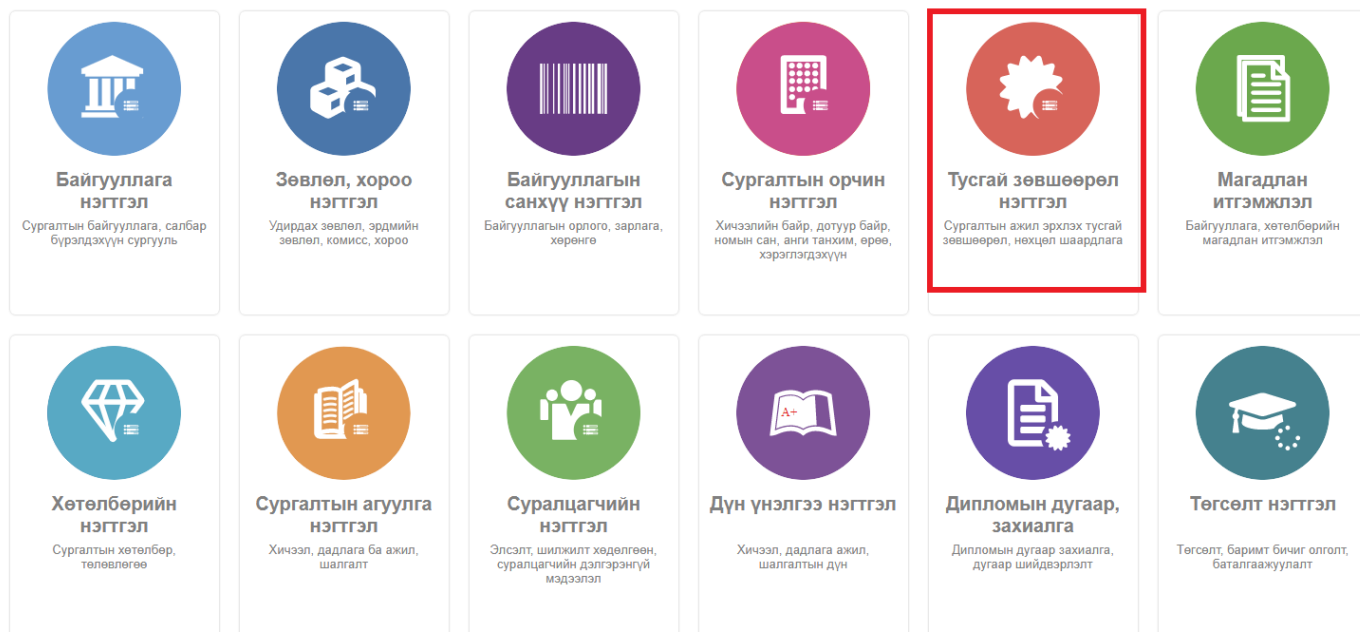 Байгууллага
нэгтгэл
Сургалтын байгууллага, салбар
бүрэлдэхүүн сургууль
Зөвлөл, хороо
нэгтгэл
Удирдах зөвлөл, эрдмийн
зөвлөл, комисс, хороо
Байгууллагын
санхүү нэгтгэл
Байгууллагын орлого, зарлага,
хөрөнгө
Сургалтын орчин
нэгтгэл
Хичээлийн байр, дотуур байр,
номын сан, анги танхим, өрөө,
хэрэглэгдэхүүн
Тусгай зөвшөөрөл
нэгтгэл
Сургалтын ажил эрхлэх тусгай
зөвшөөрөл, нөхцөл шаардлага
Магадлан
итгэмжлэл
Байгууллага, хөтөлбөрийн
магадлан итгэмжлэл
Хөтөлбөрийн
нэгтгэл
Сургалтын хөтөлбөр,
төлөвлөгөө
Сургалтын агуулга
нэгтгэл
Хичээл, дадлага ба ажил,
шалгалт
Суралцагчийн
нэгтгэл
Элсэлт, шилжилт хөдөлгөөн,
суралцагчийн дэлгэрэнгүй
мэдээлэл
A+
Дүн үнэлгээ нэгтгэл
Хичээл, дадлага ажил,
шалгалтын дүн
Дипломын дугаар,
захиалга
Дипломын дугаар захиалга,
дугаар шийдвэрлэлт
Төгсөлт нэгтгэл
Төгсөлт, баримт бичиг олголт,
баталгаажуулалт